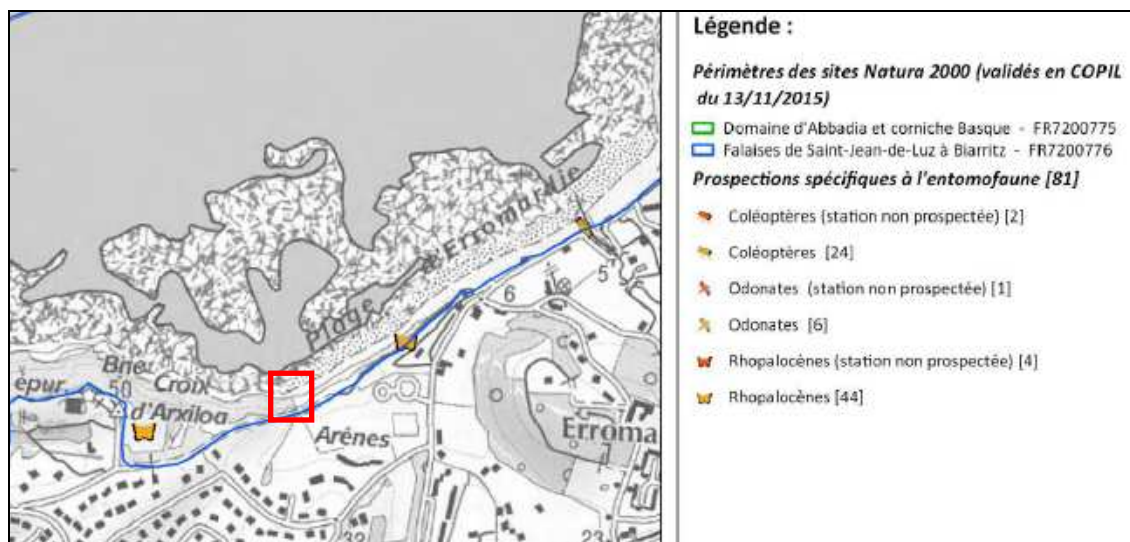 Plage d'Erromardie
6
5
Briet
Croix
épur
50
d'Arxiloa
Arènes
Erroma
32
23
Légende :
Périmètres des sites Natura 2000 (validés en COPIL
du 13/11/2015)
Domaine d'Abbadia et corniche Basque - FR7200775
Falaises de Saint-Jean-de-Luz à Biarritz - FR7200776
Prospections spécifiques à l'entomofaune [81]
Coléoptères (station non prospectée) [2]
Coléoptères [24]
Odonates (station non prospectée) [1]
Odonates [6]
Rhopalocènes (station non prospectée) [4]
Rhopalocènes [44]